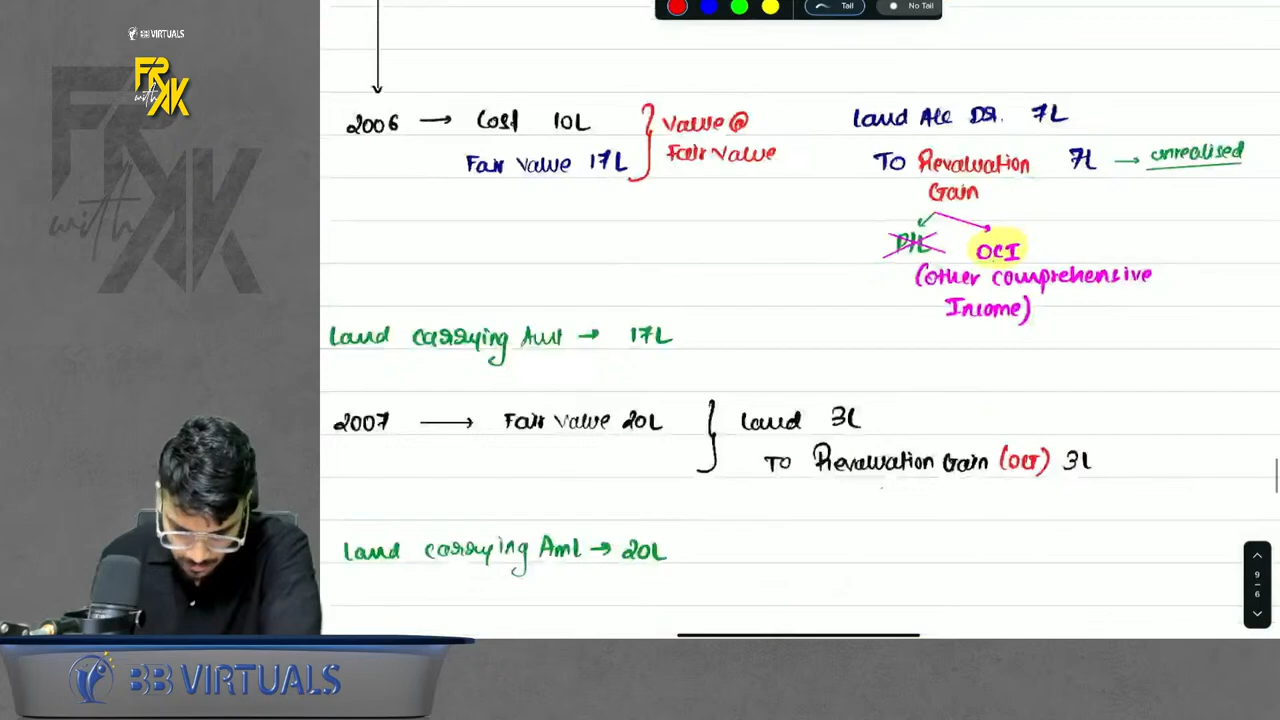 Tail
No Tail
BB VIRTUALS
FR
with
AK
2006 → Cost 10L
Fair Value 17L
Value @
Fair Value
Land A/c Dr. 7L
TO Revaluation 7L → unrealised
Gain
P/L OCI
(other comprehensive
Income)
Land carrying Amt → 17L
2007 → Fair Value 20L
Land 3L
TO Revaluation Gain (OCI) 3L
Land carrying Amt → 20L
9
6
BB VIRTUALS